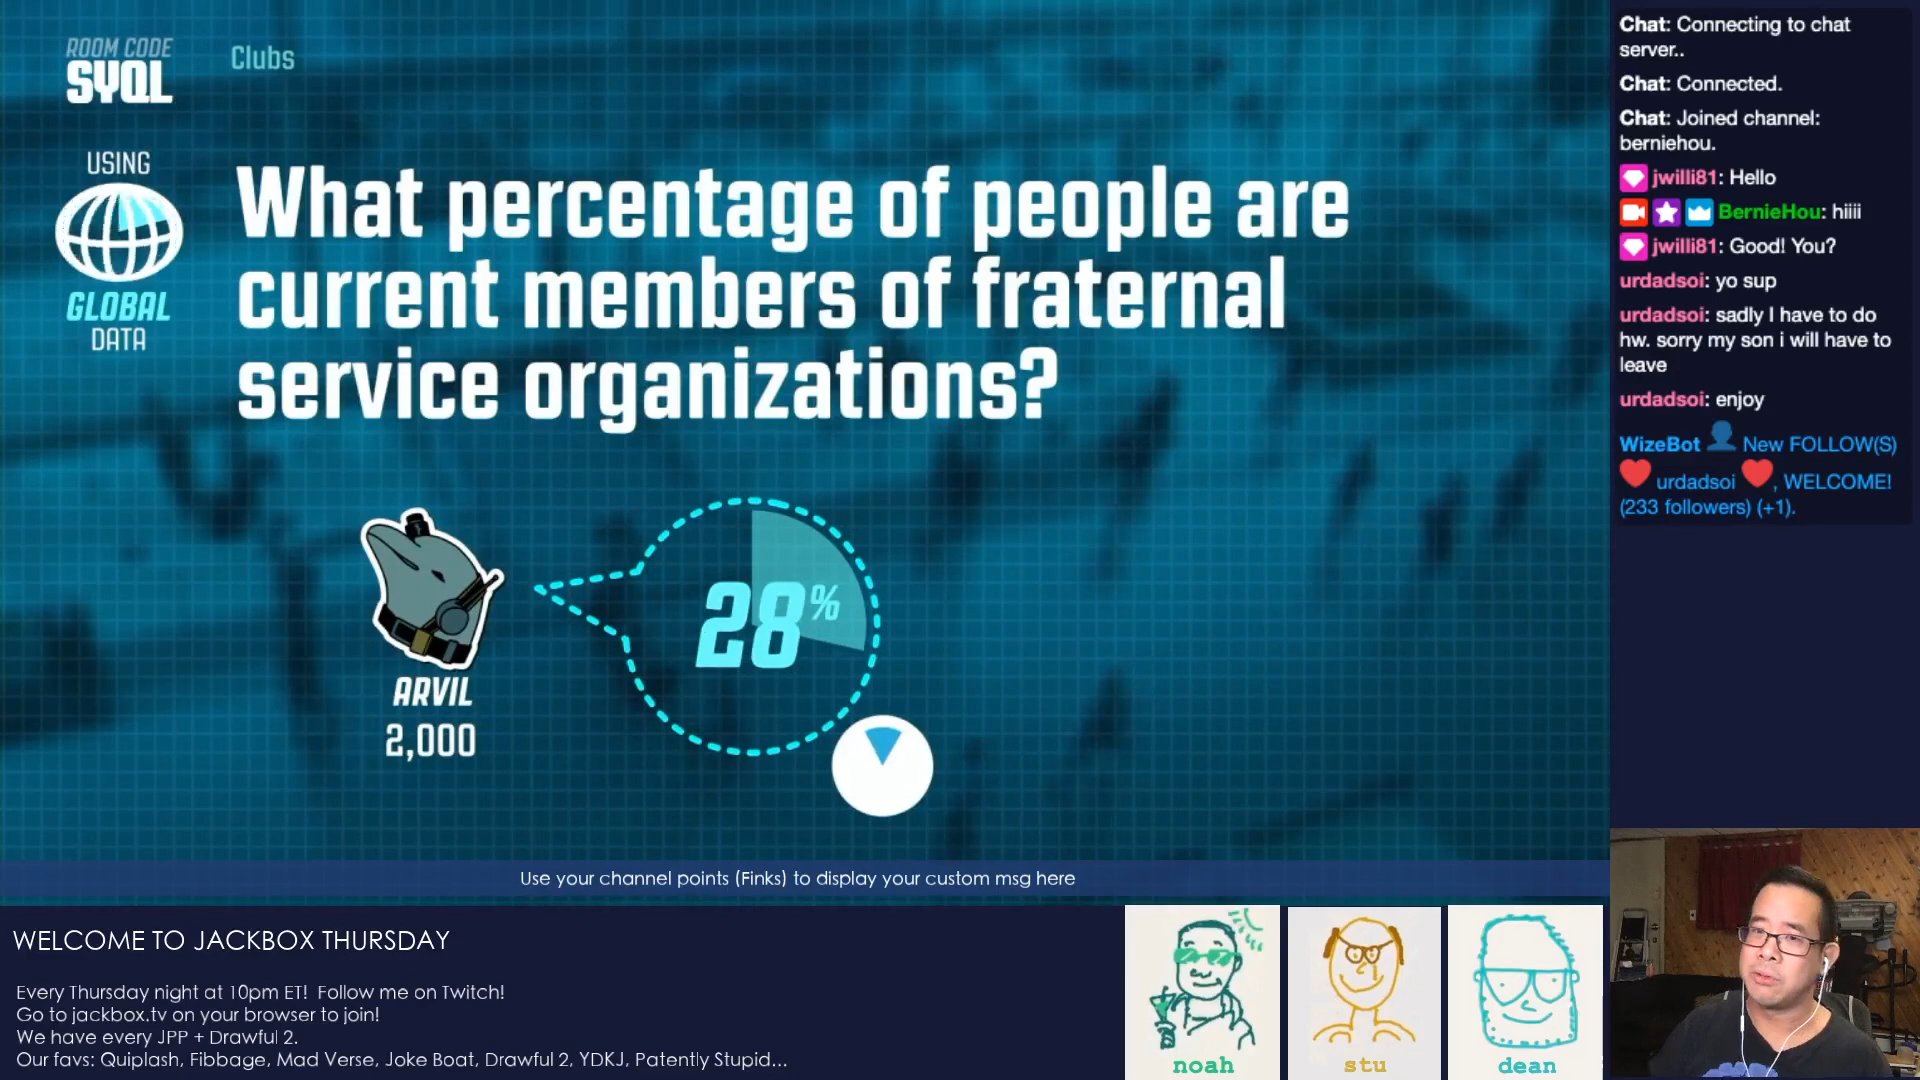 ROOM CODE
SYQL
Clubs
USING
GLOBAL
DATA
What percentage of people are
current members of fraternal
service organizations?
28%
ARVIL
2,000
Use your channel points (Finks) to display your custom msg here
WELCOME TO JACKBOX THURSDAY
Every Thursday night at 10pm ET! Follow me on Twitch!
Go to jackbox.tv on your browser to join!
We have every JPP + Drawful 2.
Our favs: Quiplash, Fibbage, Mad Verse, Joke Boat, Drawful 2, YDKJ, Patently Stupid...
noah
stu
dean
Chat: Connecting to chat
server..
Chat: Connected.
Chat: Joined channel:
berniehou.
jwilli81: Hello
BernieHou: hiiii
jwilli81: Good! You?
urdadsoi: yo sup
urdadsoi: sadly I have to do
hw. sorry my son i will have to
leave
urdadsoi: enjoy
WizeBot New FOLLOW(S)
urdadsoi , WELCOME!
(233 followers) (+1).